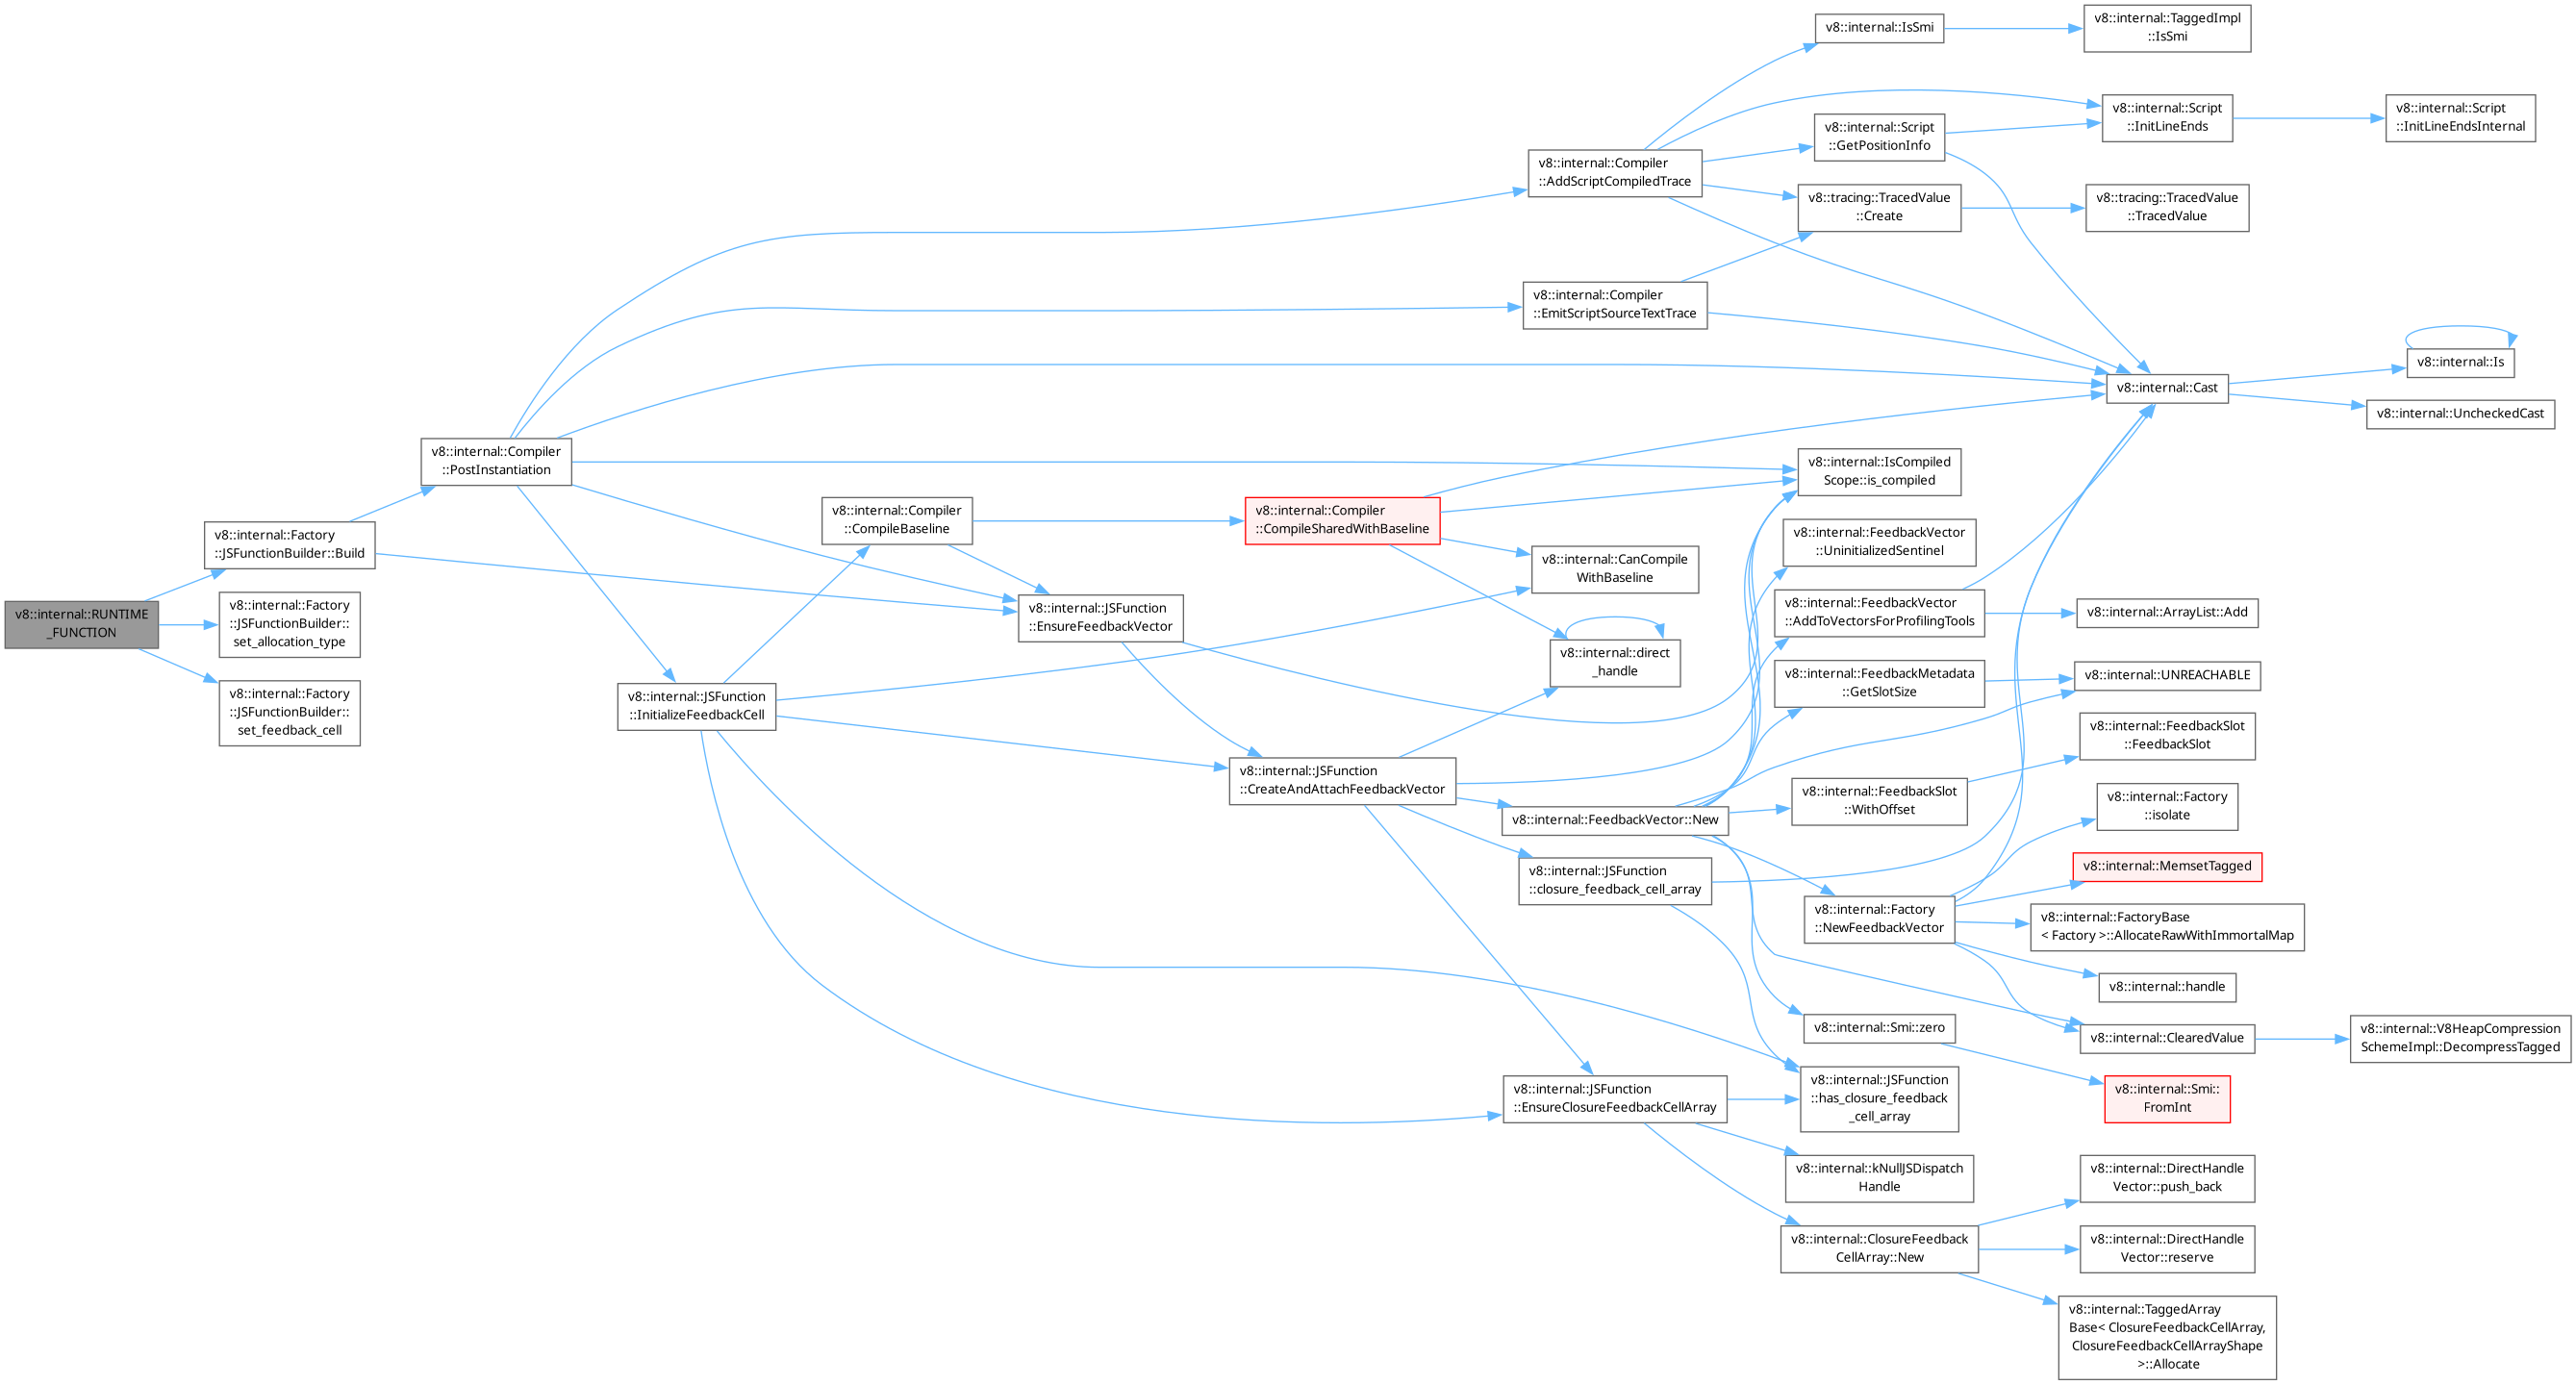 v8::internal::RUNTIME
_FUNCTION
v8::internal::Factory
::JSFunctionBuilder::Build
v8::internal::Factory
::JSFunctionBuilder::
set_allocation_type
v8::internal::Factory
::JSFunctionBuilder::
set_feedback_cell
v8::internal::Compiler
::PostInstantiation
v8::internal::JSFunction
::InitializeFeedbackCell
v8::internal::Compiler
::CompileBaseline
v8::internal::JSFunction
::EnsureFeedbackVector
v8::internal::Compiler
::CompileSharedWithBaseline
v8::internal::JSFunction
::CreateAndAttachFeedbackVector
v8::internal::Compiler
::AddScriptCompiledTrace
v8::internal::Compiler
::EmitScriptSourceTextTrace
v8::internal::CanCompile
WithBaseline
v8::internal::direct
_handle
v8::internal::FeedbackVector::New
v8::internal::JSFunction
::closure_feedback_cell_array
v8::internal::JSFunction
::EnsureClosureFeedbackCellArray
v8::internal::IsSmi
v8::internal::Script
::GetPositionInfo
v8::tracing::TracedValue
::Create
v8::internal::IsCompiled
Scope::is_compiled
v8::internal::FeedbackVector
::UninitializedSentinel
v8::internal::FeedbackVector
::AddToVectorsForProfilingTools
v8::internal::FeedbackMetadata
::GetSlotSize
v8::internal::FeedbackSlot
::WithOffset
v8::internal::Factory
::NewFeedbackVector
v8::internal::Smi::zero
v8::internal::JSFunction
::has_closure_feedback
_cell_array
v8::internal::kNullJSDispatch
Handle
v8::internal::ClosureFeedback
CellArray::New
v8::internal::TaggedImpl
::IsSmi
v8::internal::Script
::InitLineEnds
v8::tracing::TracedValue
::TracedValue
v8::internal::Cast
v8::internal::ArrayList::Add
v8::internal::UNREACHABLE
v8::internal::FeedbackSlot
::FeedbackSlot
v8::internal::Factory
::isolate
v8::internal::MemsetTagged
v8::internal::FactoryBase
< Factory >::AllocateRawWithImmortalMap
v8::internal::handle
v8::internal::ClearedValue
v8::internal::Smi::
FromInt
v8::internal::DirectHandle
Vector::push_back
v8::internal::DirectHandle
Vector::reserve
v8::internal::TaggedArray
Base< ClosureFeedbackCellArray,
ClosureFeedbackCellArrayShape
>::Allocate
v8::internal::Script
::InitLineEndsInternal
v8::internal::Is
v8::internal::UncheckedCast
v8::internal::V8HeapCompression
SchemeImpl::DecompressTagged